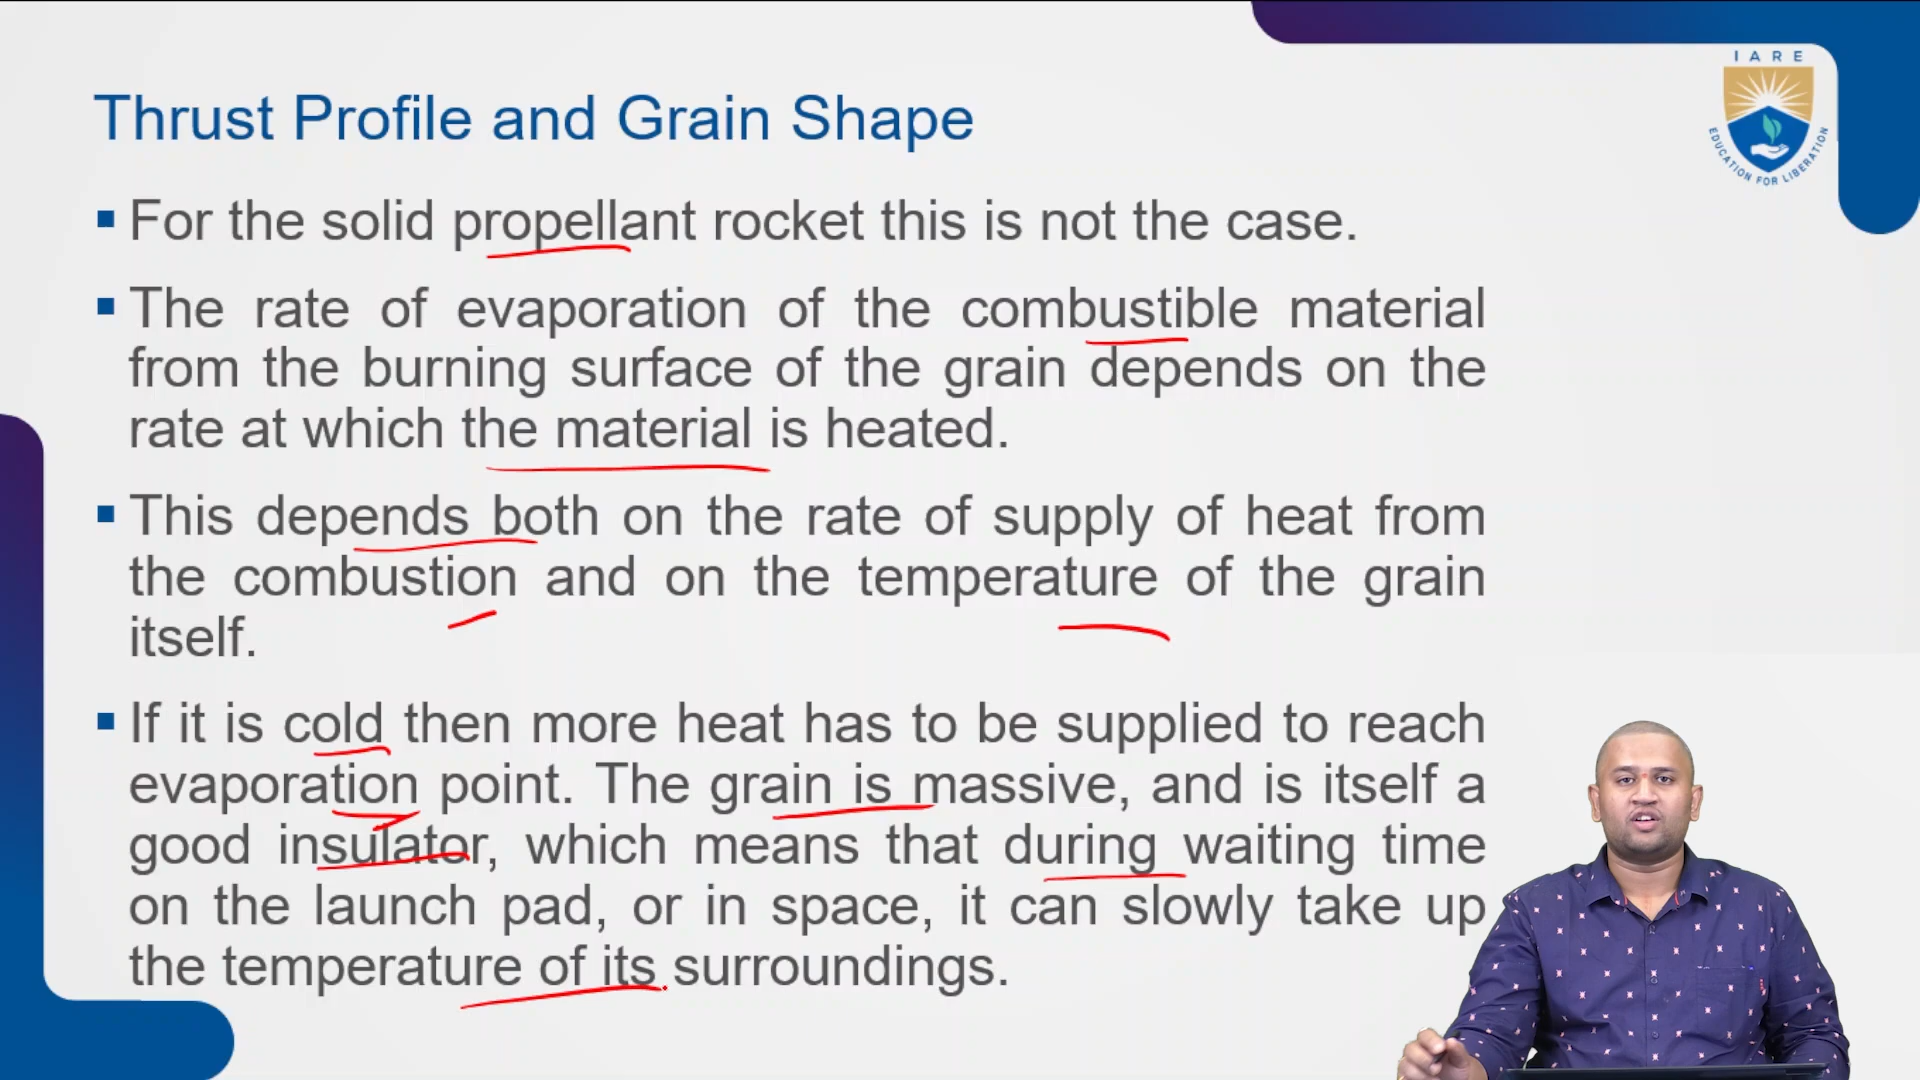 IARE
EDUCATION FOR LIBERATION
Thrust Profile and Grain Shape
▪ For the solid propellant rocket this is not the case.
▪ The rate of evaporation of the combustible material
from the burning surface of the grain depends on the
rate at which the material is heated.
▪ This depends both on the rate of supply of heat from
the combustion and on the temperature of the grain
itself.
▪ If it is cold then more heat has to be supplied to reach
evaporation point. The grain is massive, and is itself a
good insulator, which means that during waiting time
on the launch pad, or in space, it can slowly take up
the temperature of its surroundings.